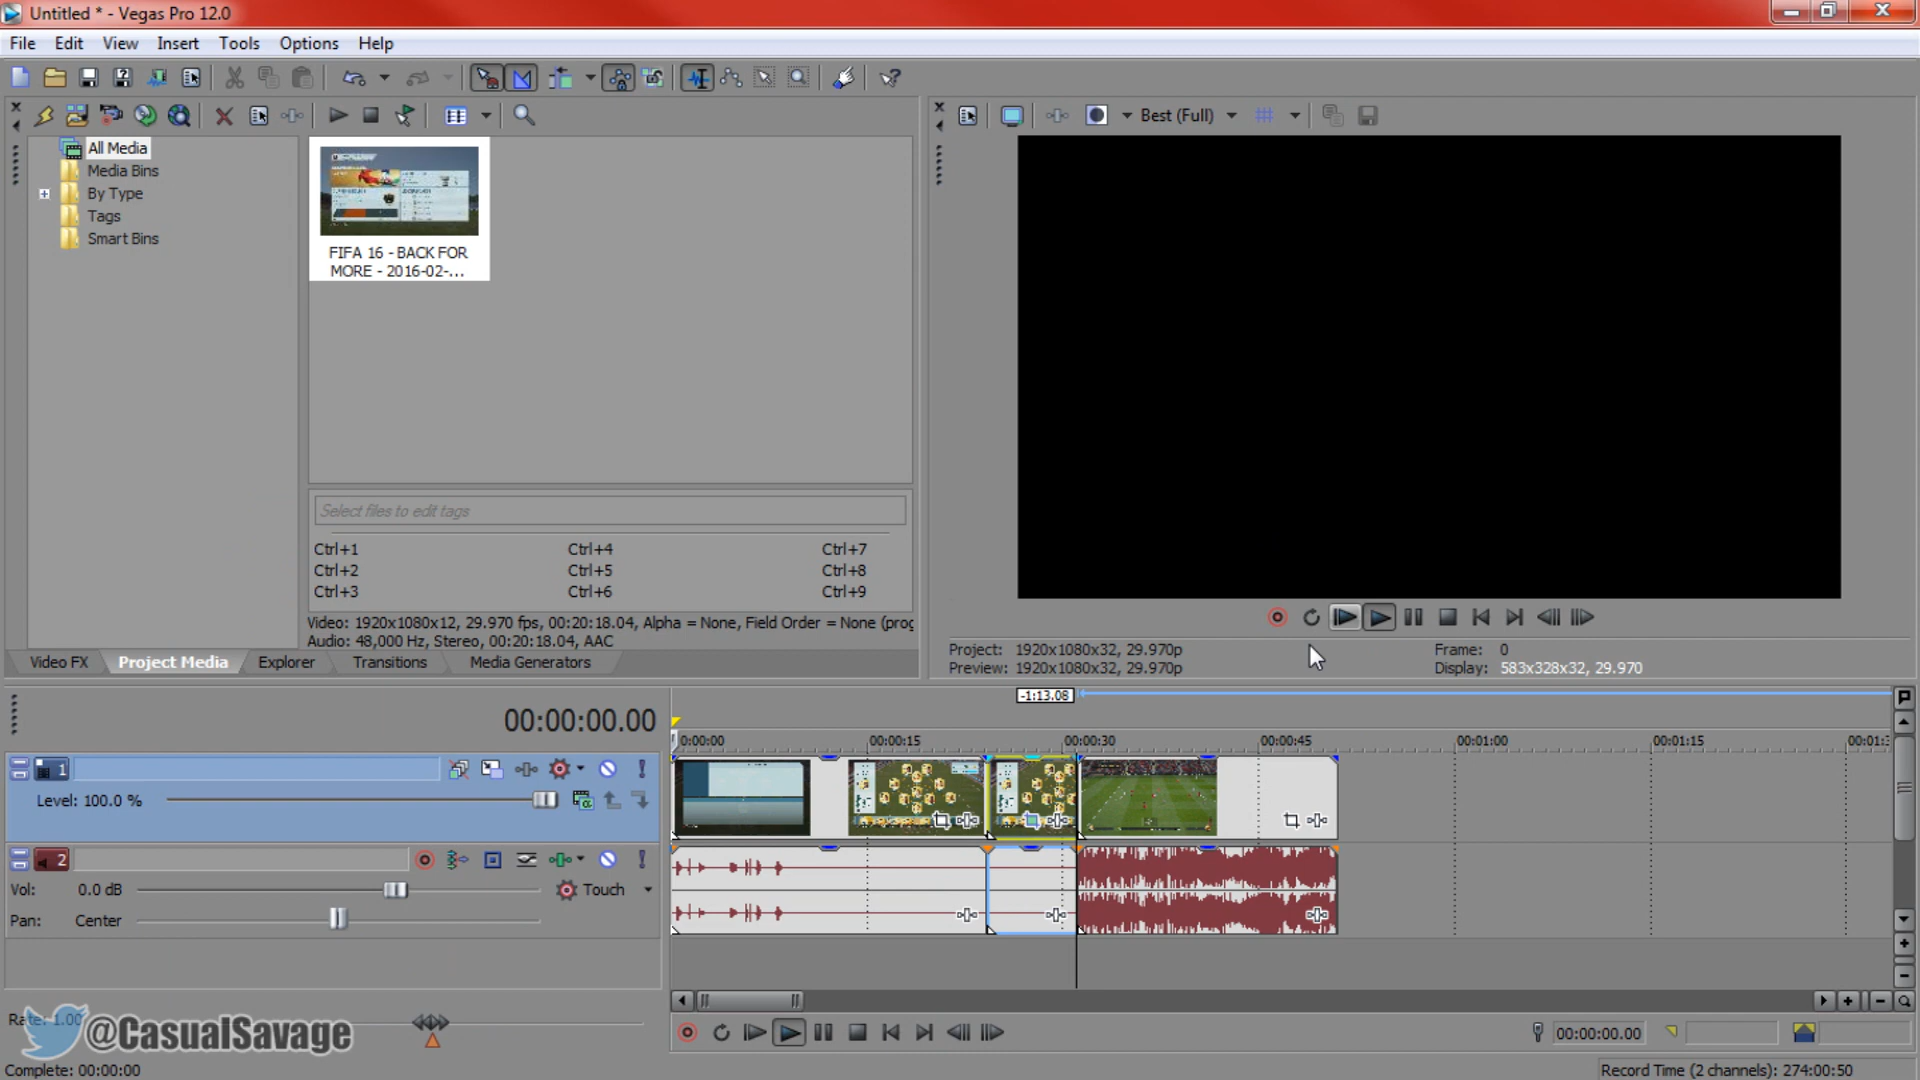 Untitled * - Vegas Pro 12.0
File Edit View Insert Tools Options Help
Best (Full)
All Media
Media Bins
By Type
Tags
Smart Bins
FIFA 16 - BACK FOR
MORE - 2016-02-...
Select files to edit tags
Ctrl+1 Ctrl+4 Ctrl+7
Ctrl+2 Ctrl+5 Ctrl+8
Ctrl+3 Ctrl+6 Ctrl+9
Video: 1920x1080x12, 29.970 fps, 00:20:18.04, Alpha = None, Field Order = None (prog
Audio: 48,000 Hz, Stereo, 00:20:18.04, AAC
Video FX Project Media Explorer Transitions Media Generators
Project: 1920x1080x32, 29.970p Frame: 0
Preview: 1920x1080x32, 29.970p Display: 583x328x32, 29.970
-1:13.08
00:00:00.00
0:00:00 00:00:15 00:00:30 00:00:45 00:01:00 00:01:15 00:01:3
1
Level: 100.0 %
2
Vol: 0.0 dB Touch
Pan: Center
Rate: 1.00
@CasualSavage
00:00:00.00
Complete: 00:00:00
Record Time (2 channels): 274:00:50